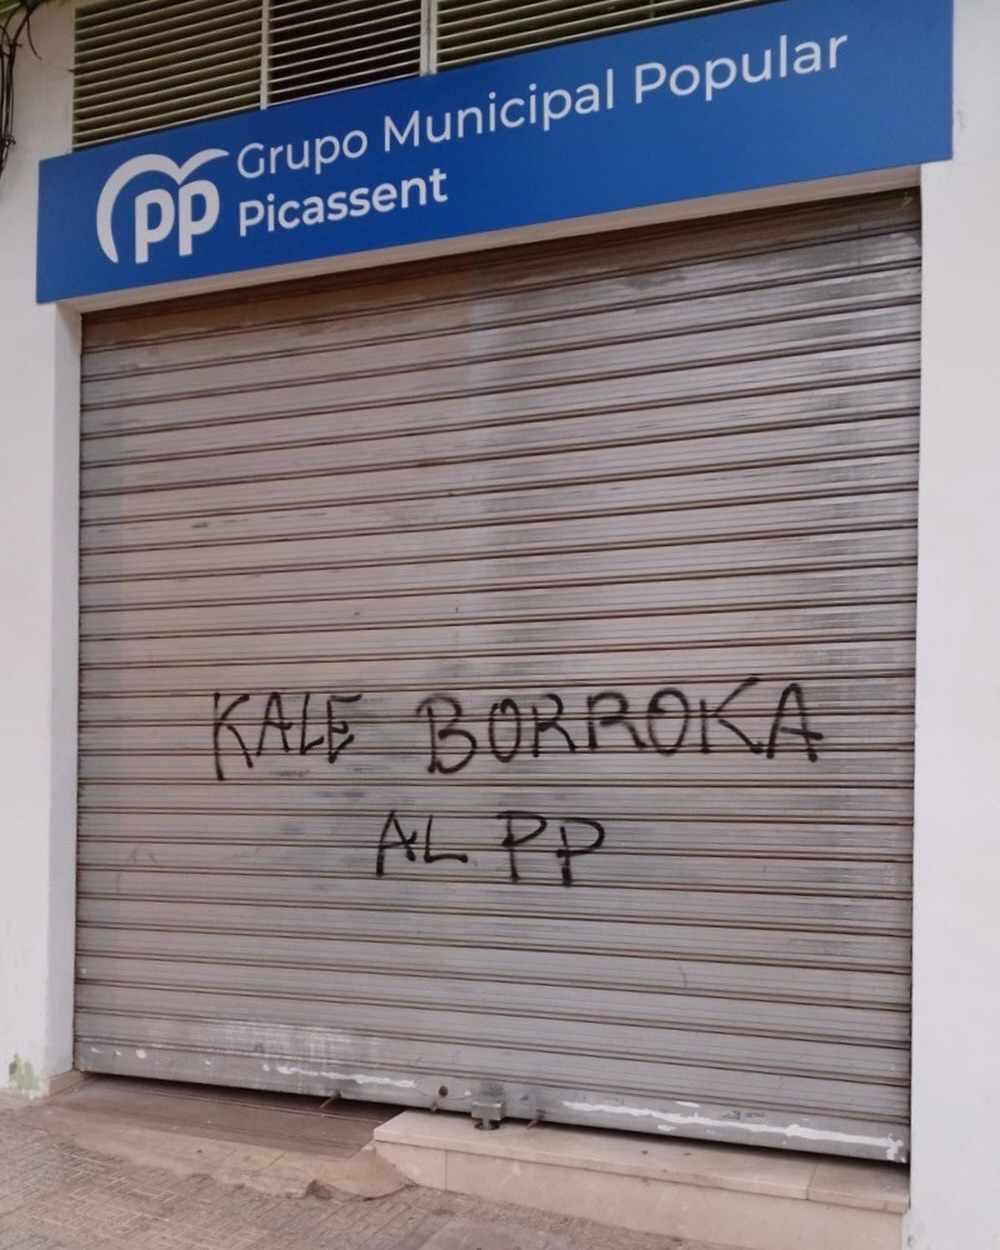 pp
Grupo Municipal Popular
Picassent
KALE BORROKA
AL PP